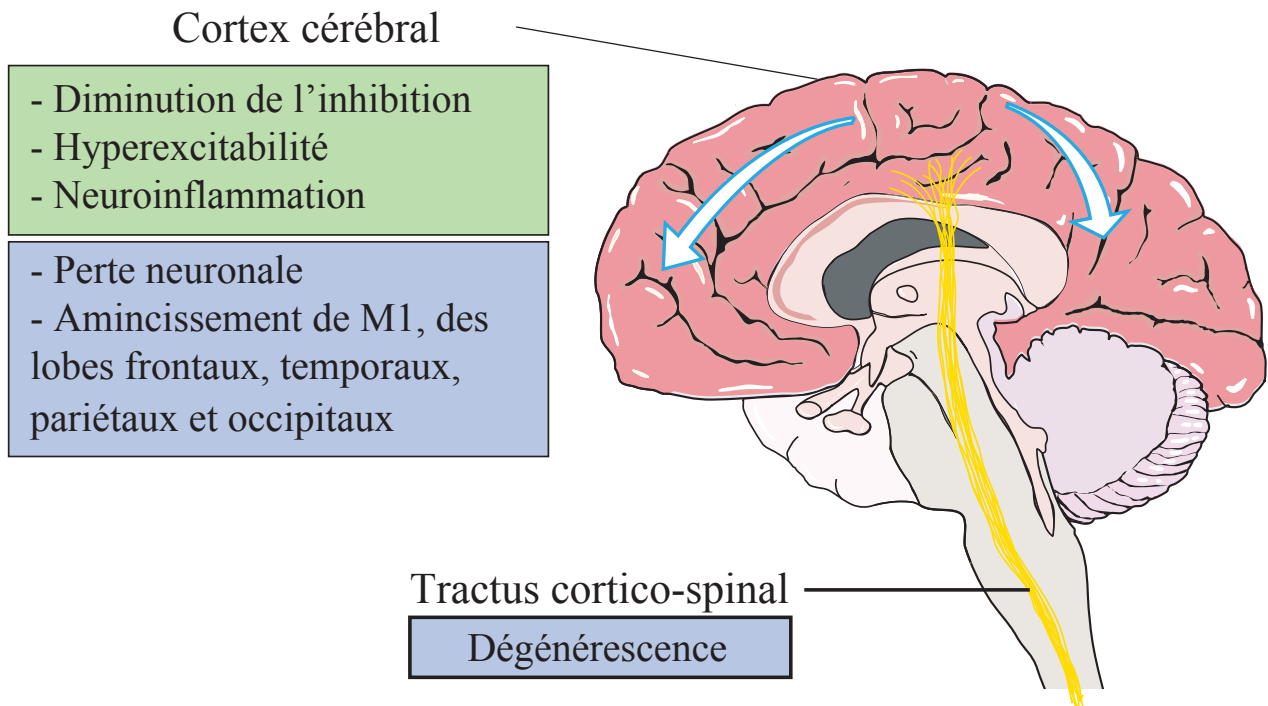 Cortex cérébral
- Diminution de l’inhibition
- Hyperexcitabilité
- Neuroinflammation
- Perte neuronale
- Amincissement de M1, des
lobes frontaux, temporaux,
pariétaux et occipitaux
Tractus cortico-spinal
Dégénérescence